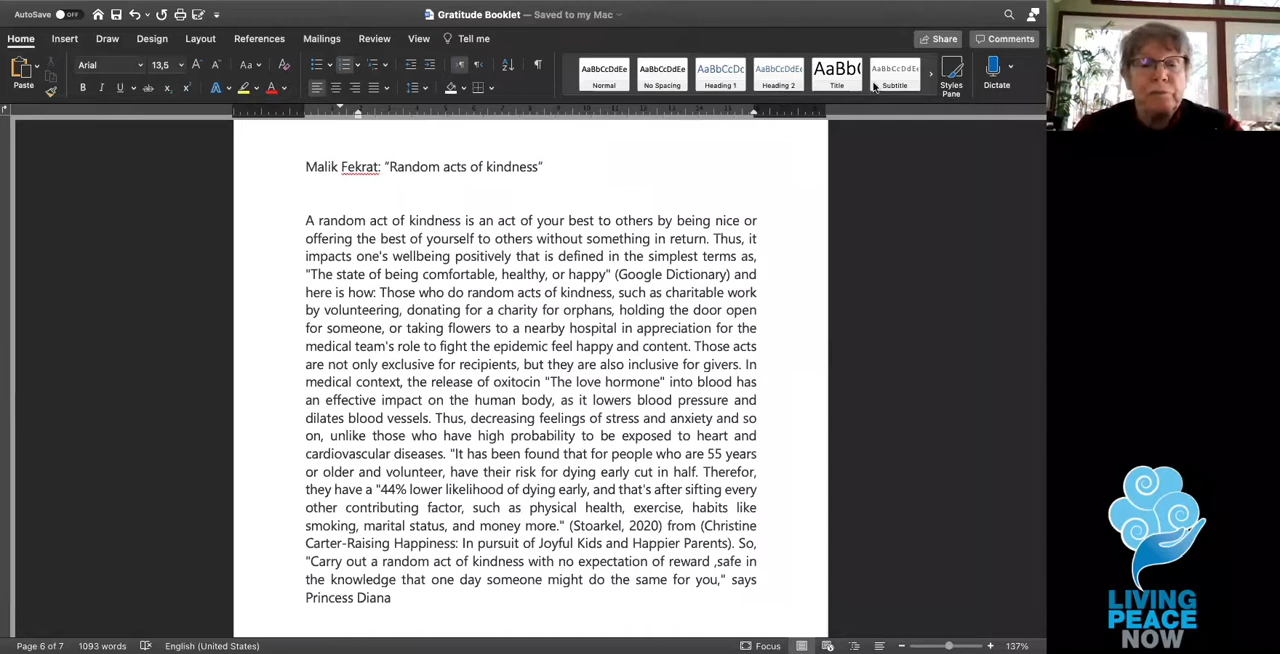 AutoSave OFF
Gratitude Booklet — Saved to my Mac
Home Insert Draw Design Layout References Mailings Review View Tell me
Share Comments
Paste
Arial 13,5
AaBbCcDdEe Normal
AaBbCcDdEe No Spacing
AaBbCcDc Heading 1
AaBbCcDdEe Heading 2
AaBb( Title
AaBbCcDdEe Subtitle
Styles Pane
Dictate
Malik Fekrat: “Random acts of kindness”
A random act of kindness is an act of your best to others by being nice or
offering the best of yourself to others without something in return. Thus, it
impacts one's wellbeing positively that is defined in the simplest terms as,
"The state of being comfortable, healthy, or happy" (Google Dictionary) and
here is how: Those who do random acts of kindness, such as charitable work
by volunteering, donating for a charity for orphans, holding the door open
for someone, or taking flowers to a nearby hospital in appreciation for the
medical team's role to fight the epidemic feel happy and content. Those acts
are not only exclusive for recipients, but they are also inclusive for givers. In
medical context, the release of oxitocin "The love hormone" into blood has
an effective impact on the human body, as it lowers blood pressure and
dilates blood vessels. Thus, decreasing feelings of stress and anxiety and so
on, unlike those who have high probability to be exposed to heart and
cardiovascular diseases. "It has been found that for people who are 55 years
or older and volunteer, have their risk for dying early cut in half. Therefor,
they have a "44% lower likelihood of dying early, and that's after sifting every
other contributing factor, such as physical health, exercise, habits like
smoking, marital status, and money more." (Stoarkel, 2020) from (Christine
Carter-Raising Happiness: In pursuit of Joyful Kids and Happier Parents). So,
"Carry out a random act of kindness with no expectation of reward ,safe in
the knowledge that one day someone might do the same for you," says
Princess Diana
Page 6 of 7 1093 words English (United States) Focus 137%
LIVING
PEACE
NOW